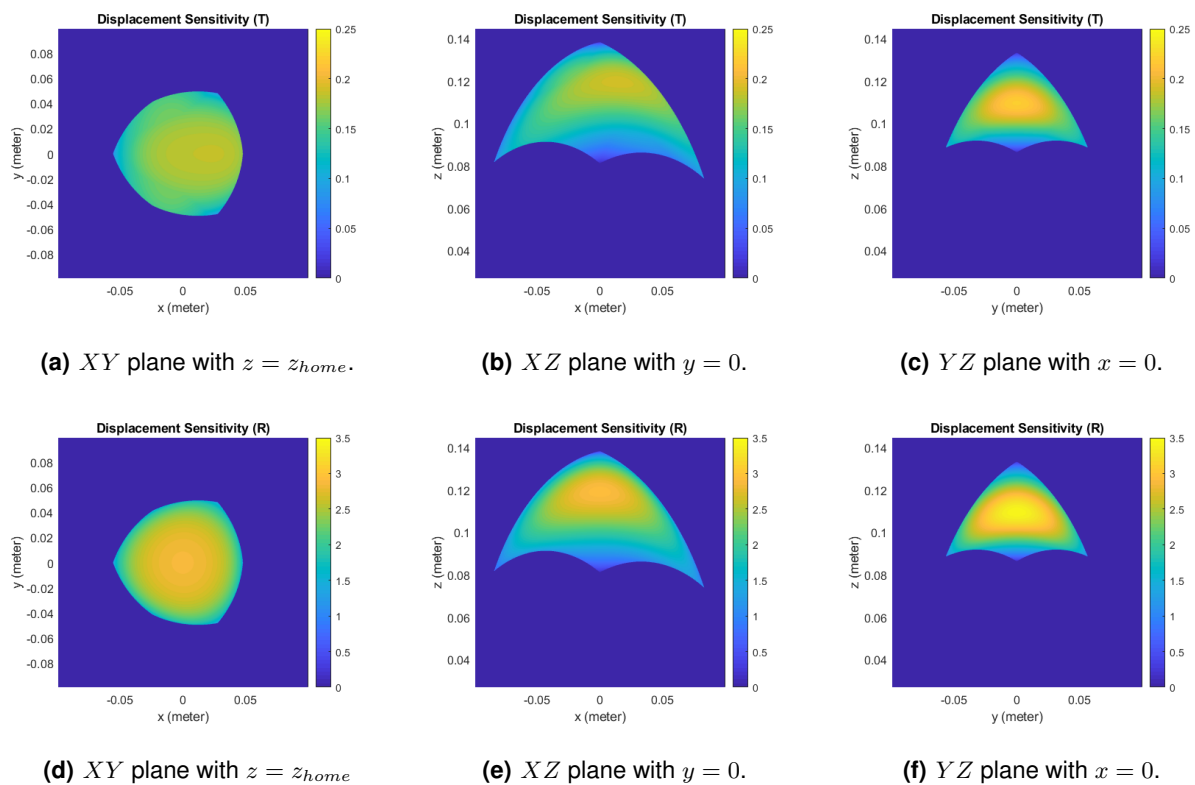 Displacement Sensitivity (T)
0.08
0.06
0.04
0.02
0
-0.02
-0.04
-0.06
-0.08
y (meter)
-0.05 0 0.05
x (meter)
0.25
0.2
0.15
0.1
0.05
0
(a) XY plane with z = z_home.
Displacement Sensitivity (T)
0.14
0.12
0.1
0.08
0.06
0.04
z (meter)
-0.05 0 0.05
x (meter)
0.25
0.2
0.15
0.1
0.05
0
(b) XZ plane with y = 0.
Displacement Sensitivity (T)
0.14
0.12
0.1
0.08
0.06
0.04
z (meter)
-0.05 0 0.05
y (meter)
0.25
0.2
0.15
0.1
0.05
0
(c) YZ plane with x = 0.
Displacement Sensitivity (R)
0.08
0.06
0.04
0.02
0
-0.02
-0.04
-0.06
-0.08
y (meter)
-0.05 0 0.05
x (meter)
3.5
3
2.5
2
1.5
1
0.5
0
(d) XY plane with z = z_home
Displacement Sensitivity (R)
0.14
0.12
0.1
0.08
0.06
0.04
z (meter)
-0.05 0 0.05
x (meter)
3.5
3
2.5
2
1.5
1
0.5
0
(e) XZ plane with y = 0.
Displacement Sensitivity (R)
0.14
0.12
0.1
0.08
0.06
0.04
z (meter)
-0.05 0 0.05
y (meter)
3.5
3
2.5
2
1.5
1
0.5
0
(f) YZ plane with x = 0.